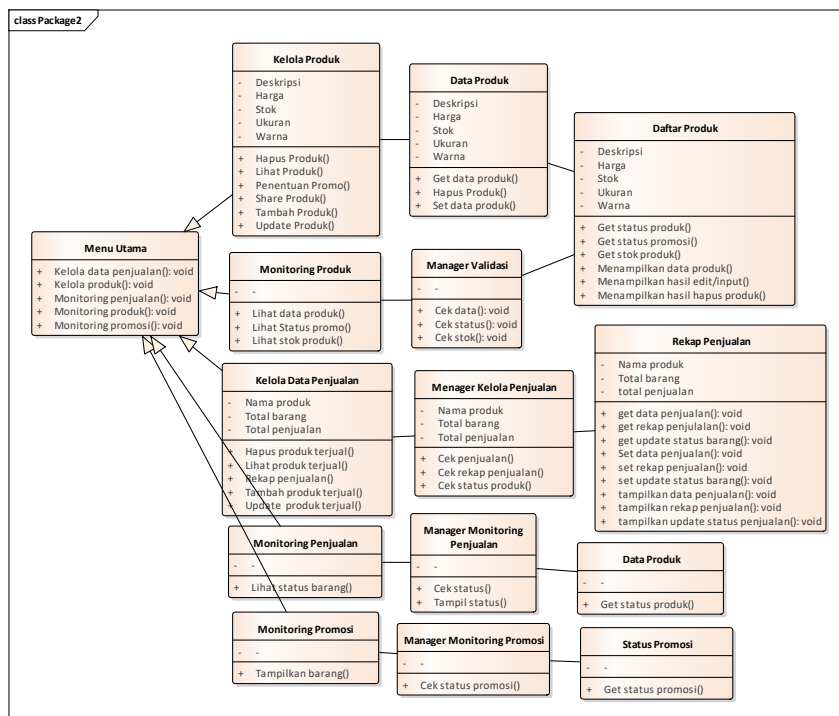 class Package2
Kelola Produk
- Deskripsi
- Harga
- Stok
- Ukuran
- Warna
+ Hapus Produk()
+ Lihat Produk()
+ Penentuan Promo()
+ Share Produk()
+ Tambah Produk()
+ Update Produk()
Data Produk
- Deskripsi
- Harga
- Stok
- Ukuran
- Warna
+ Get data produk()
+ Hapus Produk()
+ Set data produk()
Daftar Produk
- Deskripsi
- Harga
- Stok
- Ukuran
- Warna
+ Get status produk()
+ Get status promosi()
+ Get stok produk()
+ Menampilkan data produk()
+ Menampilkan hasil edit/input()
+ Menampilkan hasil hapus produk()
Menu Utama
+ Kelola data penjualan(): void
+ Kelola produk(): void
+ Monitoring penjualan(): void
+ Monitoring produk(): void
+ Monitoring promosi(): void
Monitoring Produk
- -
+ Lihat data produk()
+ Lihat Status promo()
+ Lihat stok produk()
Manager Validasi
- -
+ Cek data(): void
+ Cek status(): void
+ Cek stok(): void
Kelola Data Penjualan
- Nama produk
- Total barang
- Total penjualan
+ Hapus produk terjual()
+ Lihat produk terjual()
+ Rekap penjualan()
+ Tambah produk terjual()
+ Update produk terjual()
Menager Kelola Penjualan
- Nama produk
- Total barang
- Total penjualan
+ Cek penjualan()
+ Cek rekap penjualan()
+ Cek status produk()
Rekap Penjualan
- Nama produk
- Total barang
- total penjualan
+ get data penjualan(): void
+ get rekap penjulalan(): void
+ get update status barang(): void
+ Set data penjualan(): void
+ set rekap penjualan(): void
+ set update status barang(): void
+ tampilkan data penjualan(): void
+ tampilkan rekap penjualan(): void
+ tampilkan update status penjualan(): void
Monitoring Penjualan
- -
+ Lihat status barang()
Manager Monitoring
Penjualan
- -
+ Cek status()
+ Tampil status()
Data Produk
- -
+ Get status produk()
Monitoring Promosi
- -
+ Tampilkan barang()
Manager Monitoring Promosi
- -
+ Cek status promosi()
Status Promosi
- -
+ Get status promosi()